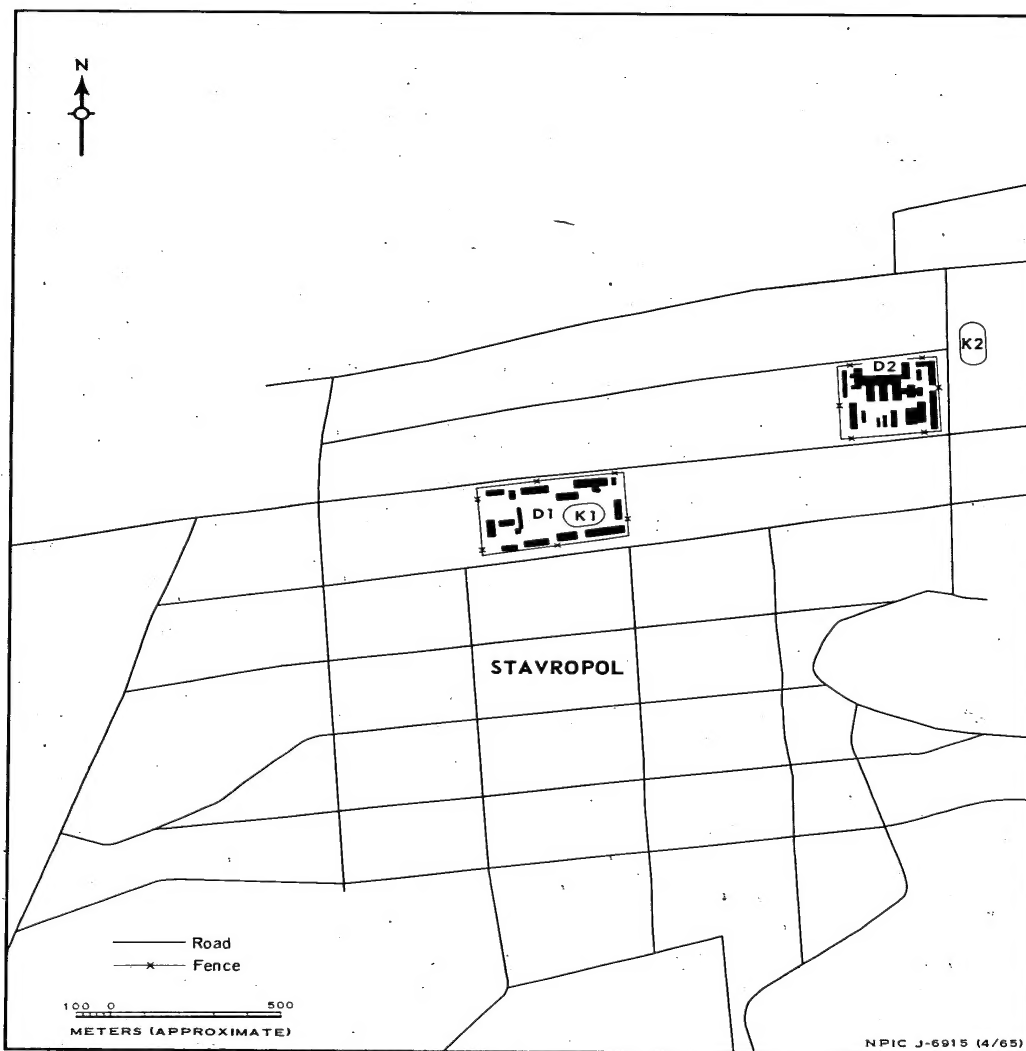 N
K2
D2
D1
K1
STAVROPOL
Road
Fence
100 0 500
METERS (APPROXIMATE)
NPIC J-6915 (4/65)